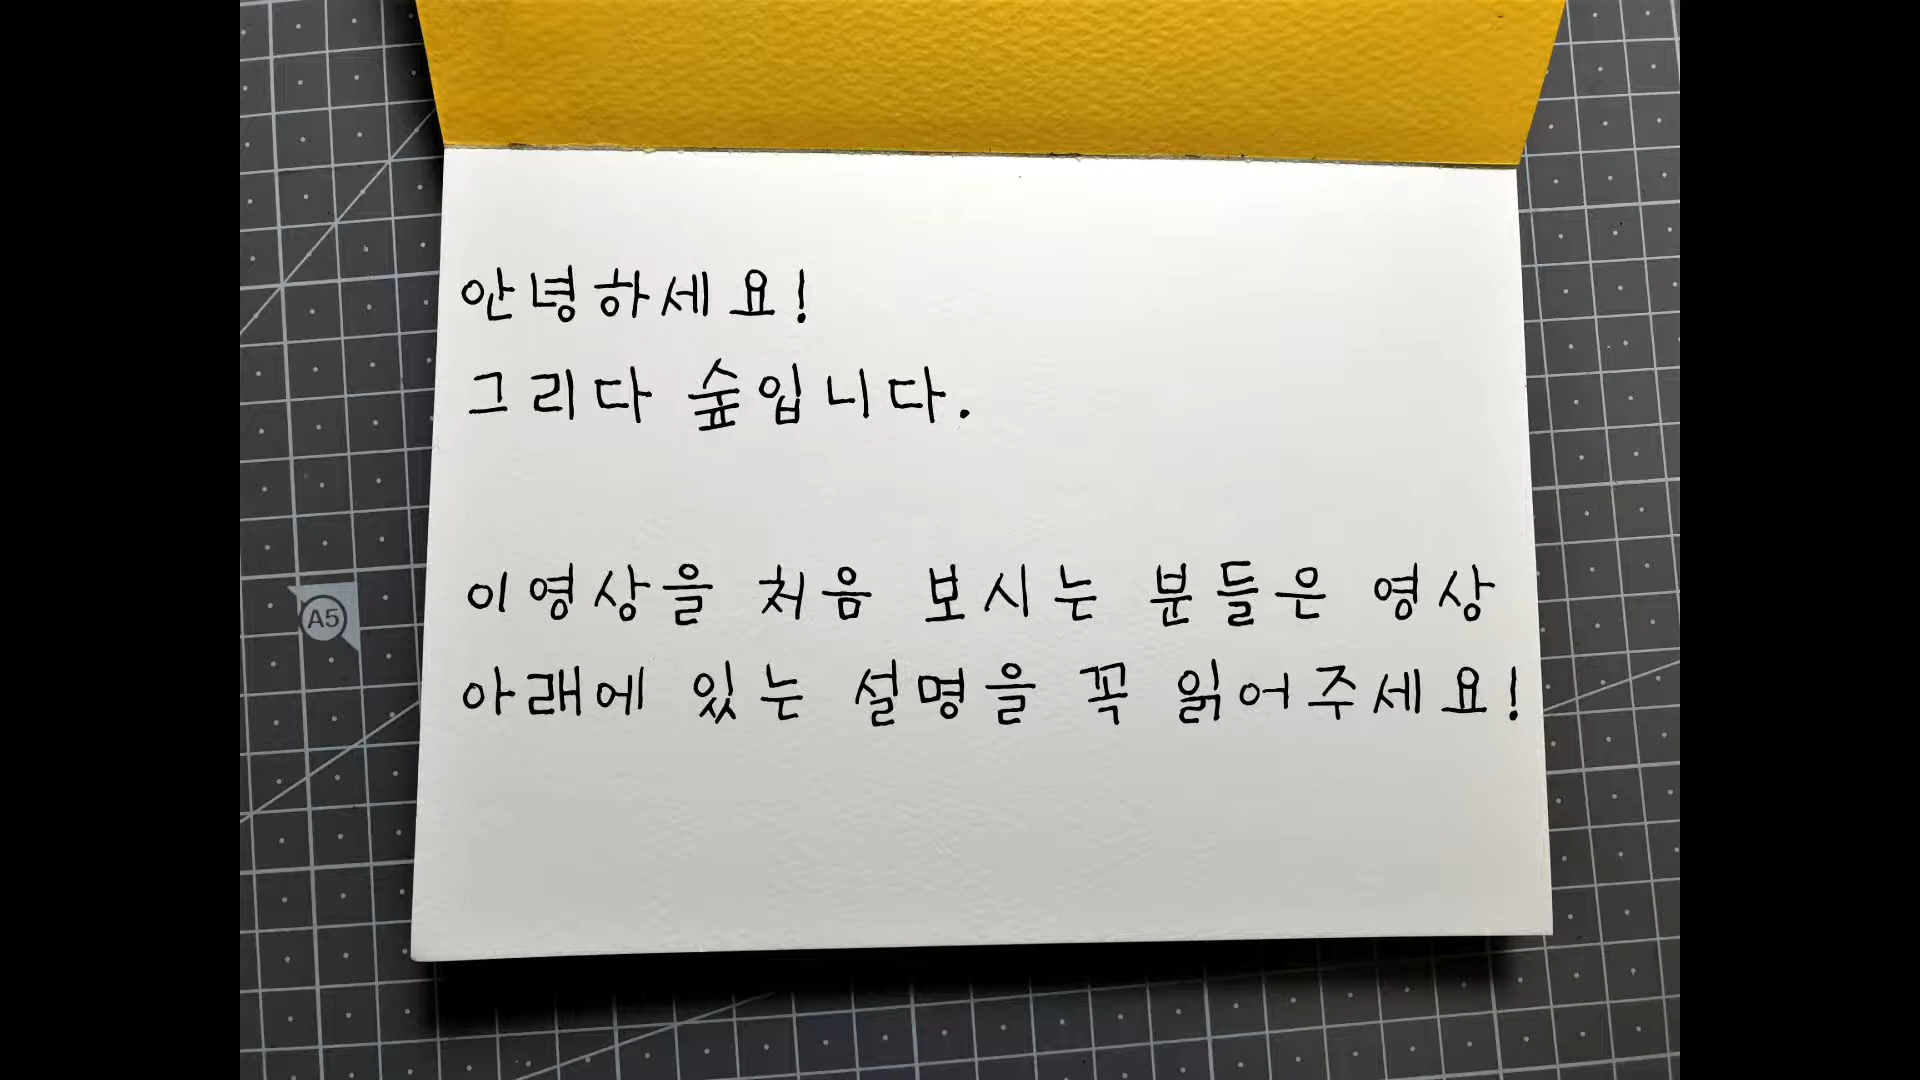 안녕하세요!
그리다 숲입니다.
이영상을 처음 보시는 분들은 영상
아래에 있는 설명을 꼭 읽어주세요!
A5